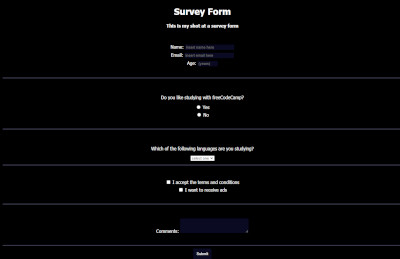 Survey Form
This is my shot at a survey form
Name: Insert name here
Email: Insert email here
Age: (years)
Do you like studying with freeCodeCamp?
Yes
No
Which of the following languages are you studying?
I accept the terms and conditions
I want to receive ads
Comments:
Submit